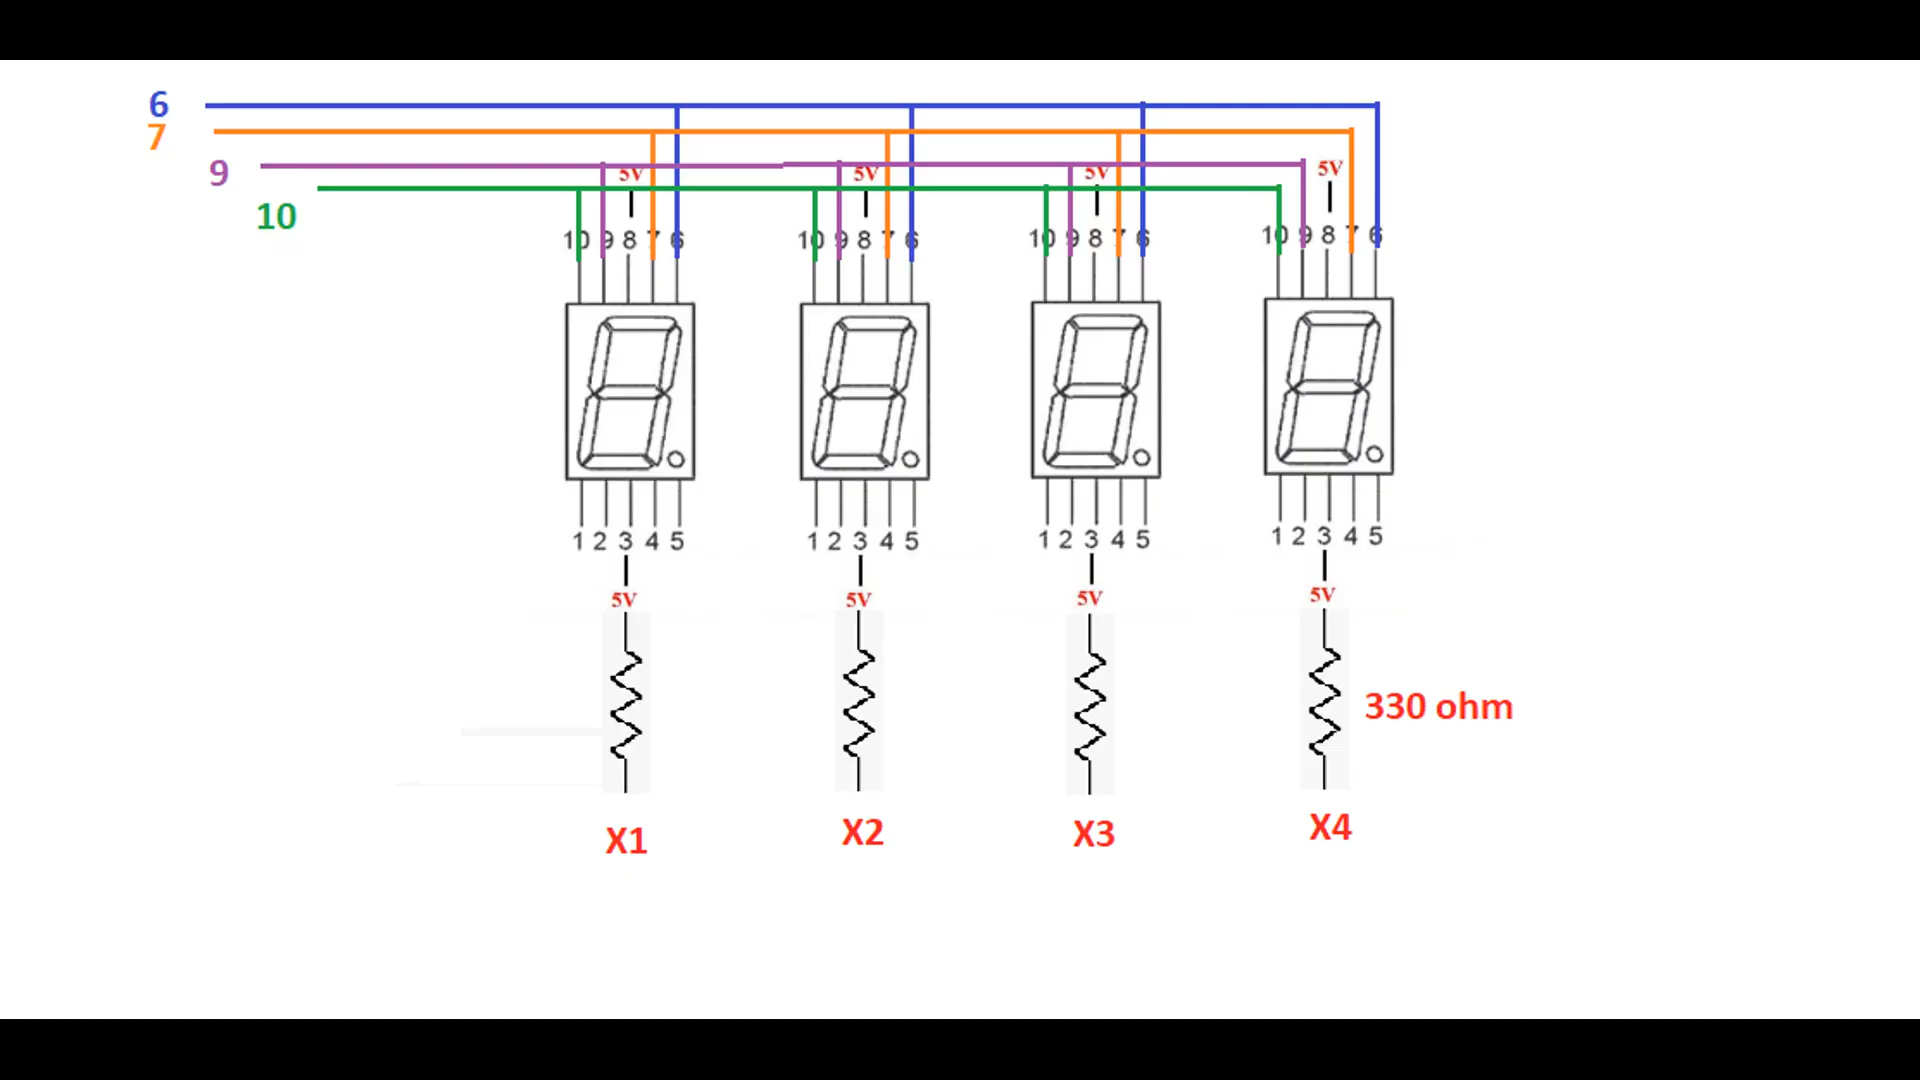 6
7
9
10
5V 5V 5V 5V
10 9 8 7 6 10 9 8 7 6 10 9 8 7 6 10 9 8 7 6
1 2 3 4 5 1 2 3 4 5 1 2 3 4 5 1 2 3 4 5
5V 5V 5V 5V
330 ohm
X1 X2 X3 X4